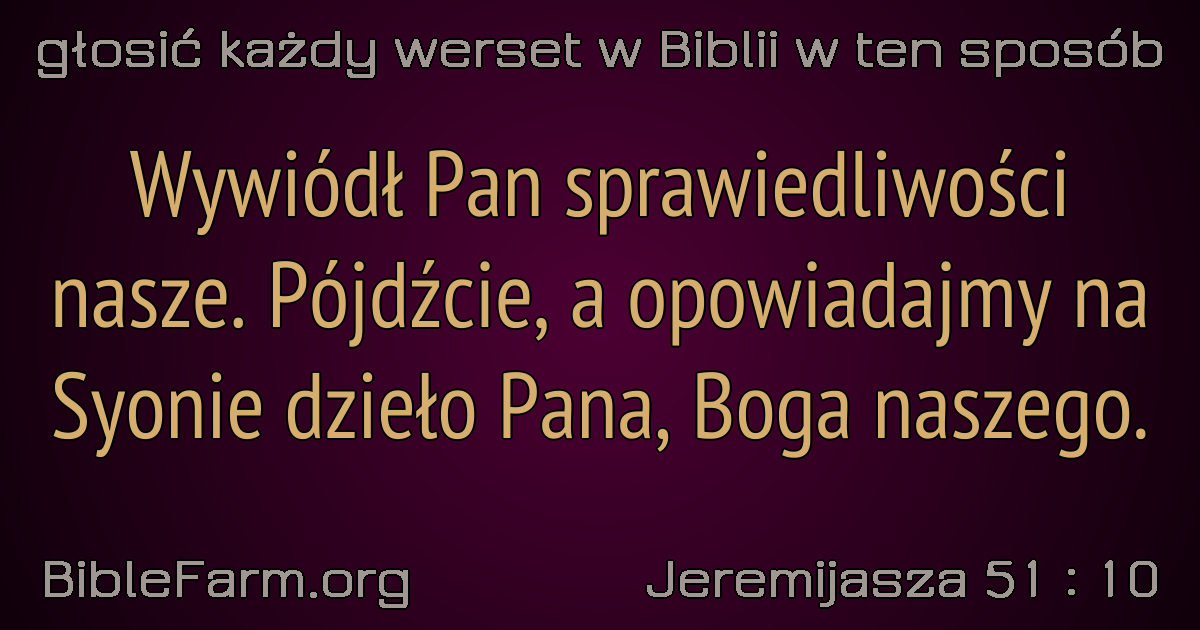 głosić każdy werset w Biblii w ten sposób
Wywiódł Pan sprawiedliwości
nasze. Pójdźcie, a opowiadajmy na
Syonie dzieło Pana, Boga naszego.
BibleFarm.org
Jeremijasza 51 : 10